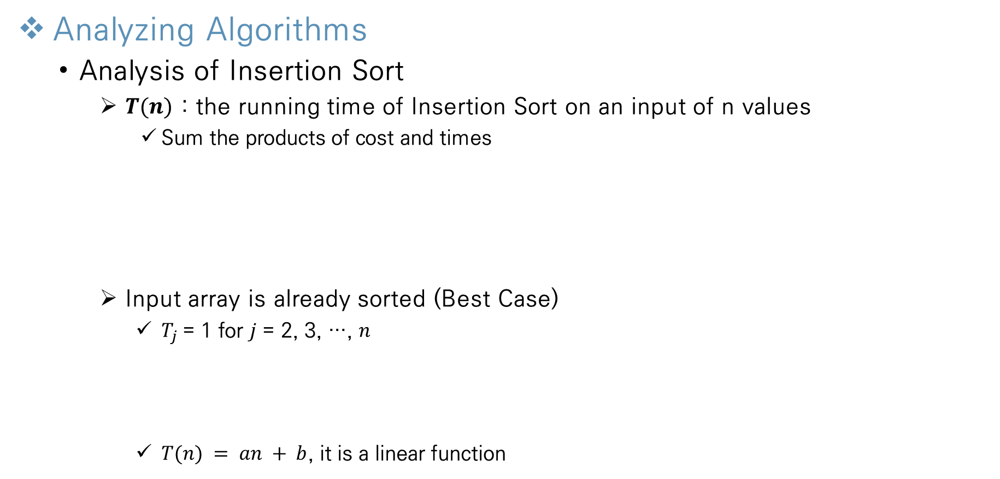 ❖ Analyzing Algorithms
• Analysis of Insertion Sort
➢ T(n) : the running time of Insertion Sort on an input of n values
✓ Sum the products of cost and times
➢ Input array is already sorted (Best Case)
✓ Tⱼ = 1 for j = 2, 3, ⋯, n
✓ T(n) = an + b, it is a linear function